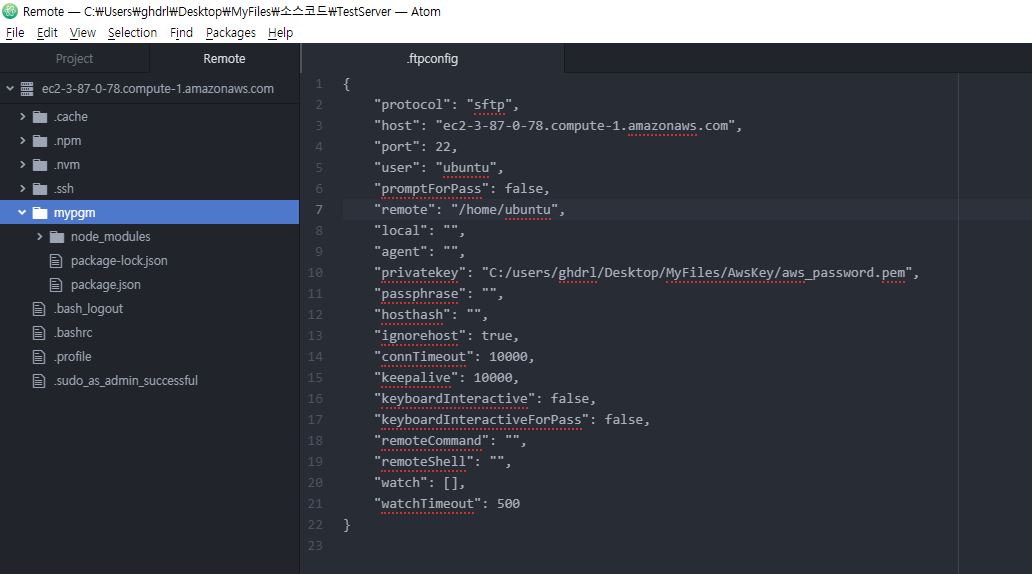 Remote — C:₩Users₩ghdrl₩Desktop₩MyFiles₩소스코드₩TestServer — Atom
File Edit View Selection Find Packages Help
Project Remote .ftpconfig
ec2-3-87-0-78.compute-1.amazonaws.com
.cache
.npm
.nvm
.ssh
mypgm
node_modules
package-lock.json
package.json
.bash_logout
.bashrc
.profile
.sudo_as_admin_successful
1 {
2 "protocol": "sftp",
3 "host": "ec2-3-87-0-78.compute-1.amazonaws.com",
4 "port": 22,
5 "user": "ubuntu",
6 "promptForPass": false,
7 "remote": "/home/ubuntu",
8 "local": "",
9 "agent": "",
10 "privatekey": "C:/users/ghdrl/Desktop/MyFiles/AwsKey/aws_password.pem",
11 "passphrase": "",
12 "hosthash": "",
13 "ignorehost": true,
14 "connTimeout": 10000,
15 "keepalive": 10000,
16 "keyboardInteractive": false,
17 "keyboardInteractiveForPass": false,
18 "remoteCommand": "",
19 "remoteShell": "",
20 "watch": [],
21 "watchTimeout": 500
22 }
23